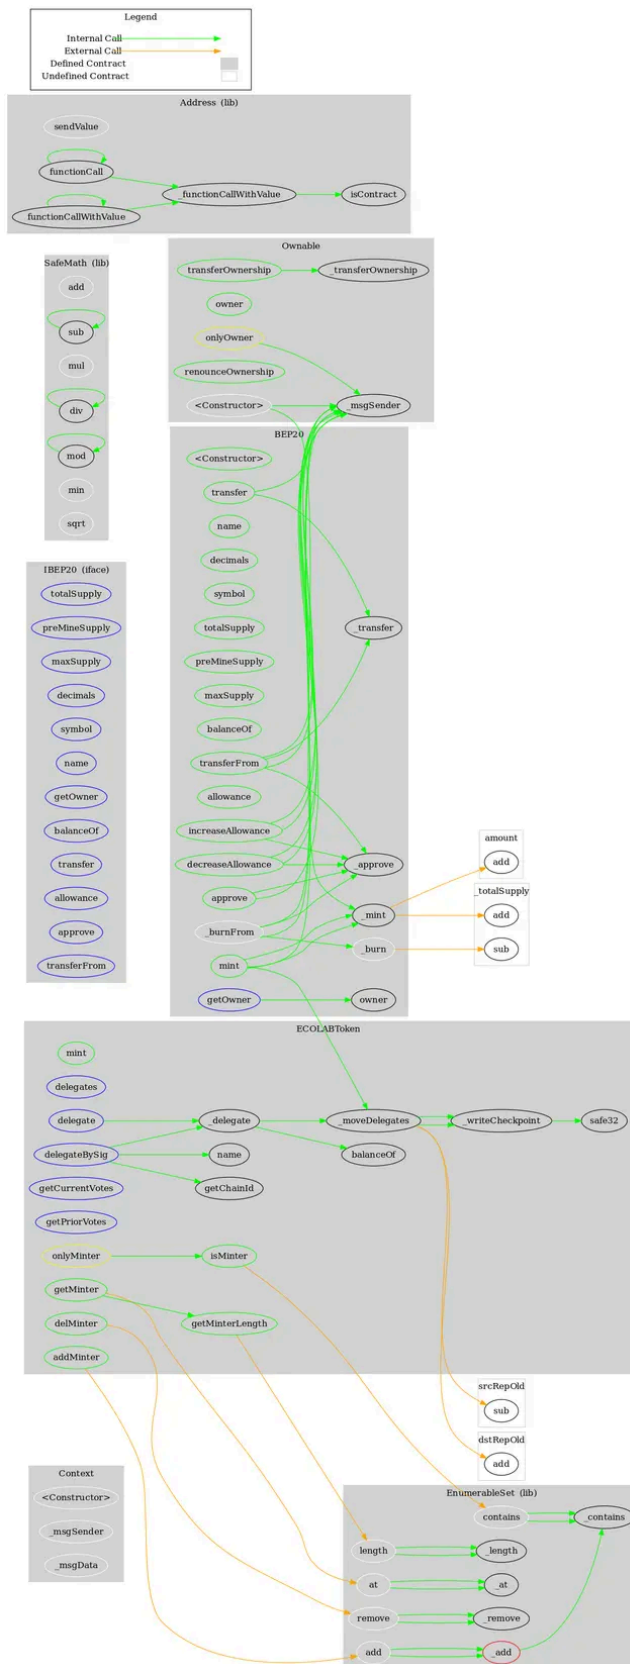 Legend
Internal Call
External Call
Defined Contract
Undefined Contract
Address (lib)
sendValue
functionCall
_functionCallWithValue
isContract
functionCallWithValue
SafeMath (lib)
add
sub
mul
div
mod
min
sqrt
Ownable
transferOwnership
_transferOwnership
owner
onlyOwner
renounceOwnership
<Constructor>
_msgSender
BEP20
<Constructor>
transfer
name
decimals
symbol
totalSupply
_transfer
preMineSupply
maxSupply
balanceOf
transferFrom
allowance
increaseAllowance
decreaseAllowance
_approve
approve
_mint
_burnFrom
_burn
mint
getOwner
owner
IBEP20 (iface)
totalSupply
preMineSupply
maxSupply
decimals
symbol
name
getOwner
balanceOf
transfer
allowance
approve
transferFrom
amount
add
_totalSupply
add
sub
ECOLABToken
mint
delegates
delegate
_delegate
_moveDelegates
_writeCheckpoint
safe32
delegateBySig
name
balanceOf
getCurrentVotes
getChainId
getPriorVotes
onlyMinter
isMinter
getMinter
delMinter
getMinterLength
addMinter
srcRepOld
sub
dstRepOld
add
Context
<Constructor>
_msgSender
_msgData
EnumerableSet (lib)
contains
_contains
length
_length
at
_at
remove
_remove
add
_add